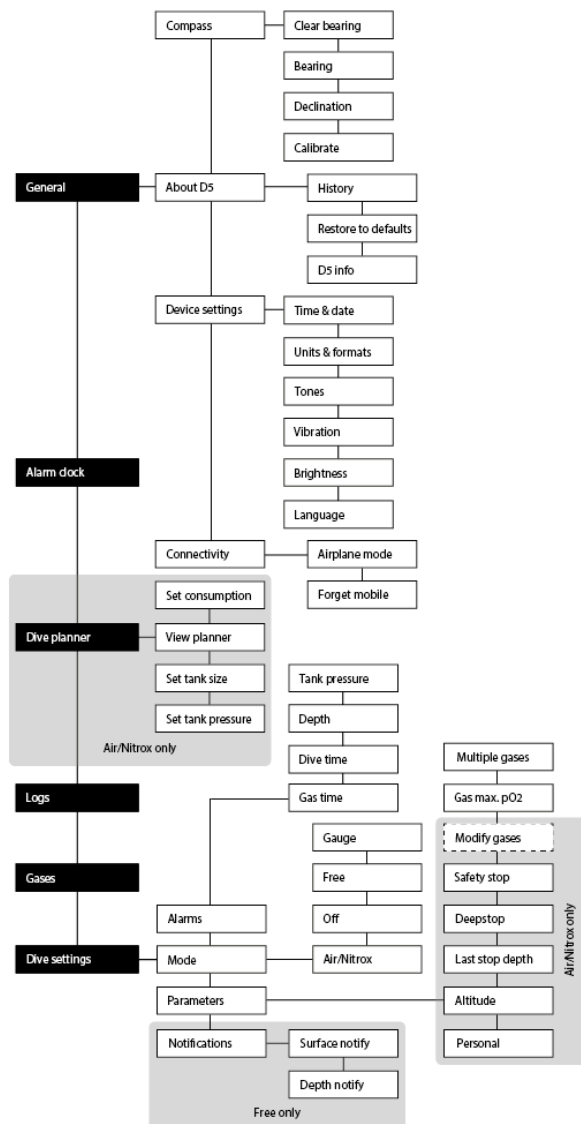 Compass
Clear bearing
Bearing
Declination
Calibrate
General
About D5
History
Restore to defaults
D5 info
Device settings
Time & date
Units & formats
Tones
Vibration
Alarm clock
Brightness
Language
Connectivity
Airplane mode
Forget mobile
Set consumption
Dive planner
View planner
Set tank size
Set tank pressure
Air/Nitrox only
Tank pressure
Depth
Dive time
Gas time
Multiple gases
Gas max. pO2
Modify gases
Safety stop
Deepstop
Last stop depth
Altitude
Personal
Air/Nitrox only
Logs
Gauge
Free
Off
Air/Nitrox
Gases
Alarms
Dive settings
Mode
Parameters
Notifications
Surface notify
Depth notify
Free only